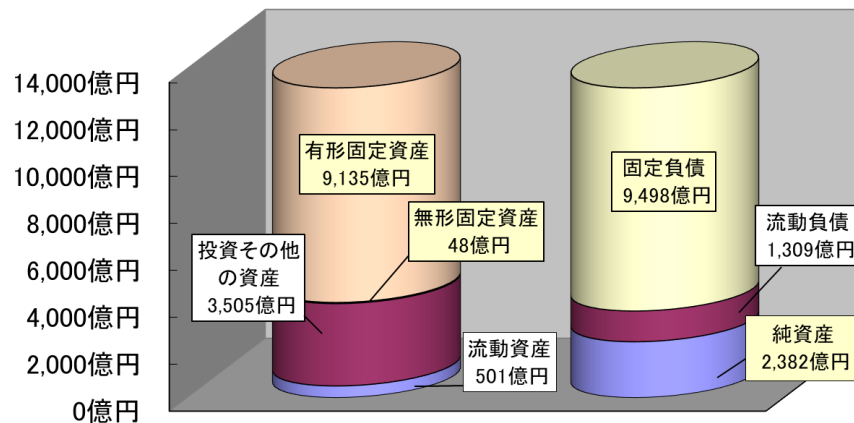 14,000億円
12,000億円
10,000億円
8,000億円
6,000億円
4,000億円
2,000億円
0億円
有形固定資産
9,135億円
無形固定資産
48億円
投資その他
の資産
3,505億円
流動資産
501億円
固定負債
9,498億円
流動負債
1,309億円
純資産
2,382億円